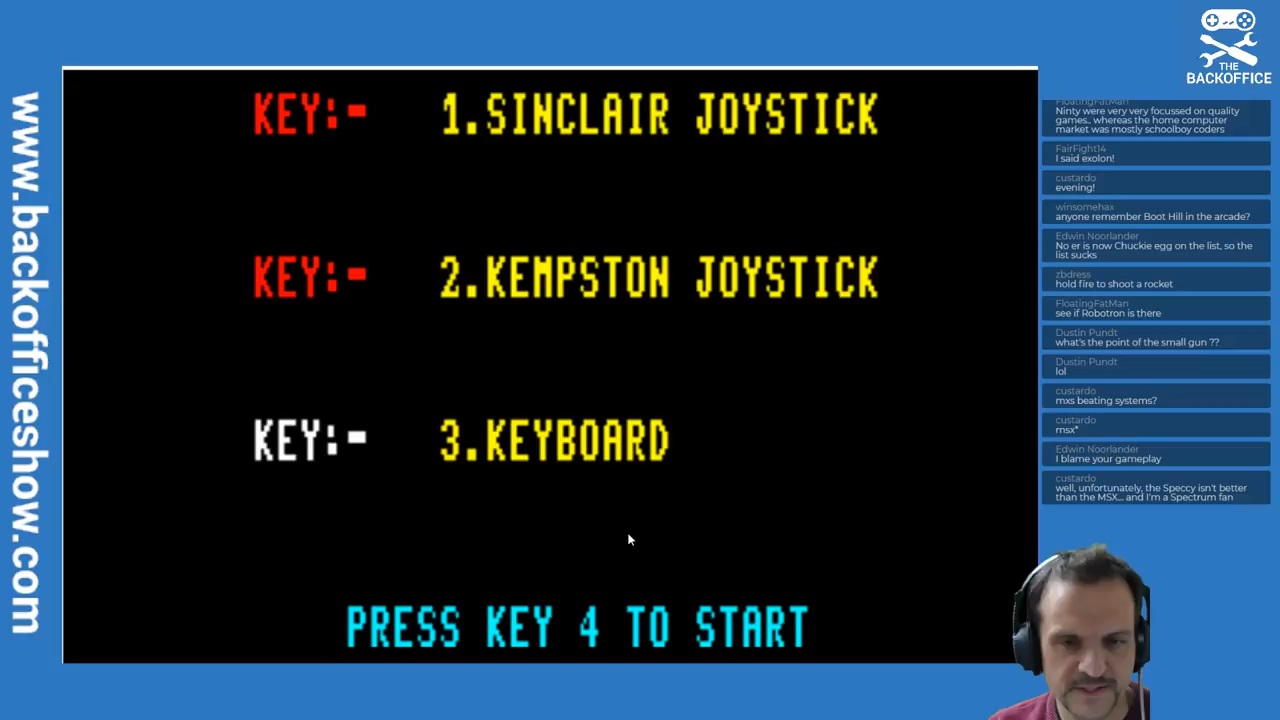 www.backofficeshow.com
KEY:- 1.SINCLAIR JOYSTICK
KEY:- 2.KEMPSTON JOYSTICK
KEY:- 3.KEYBOARD
PRESS KEY 4 TO START
THE
BACKOFFICE
FloatingFatMan
Ninty were very very focussed on quality
games.. whereas the home computer
market was mostly schoolboy coders
FairFight14
I said exolon!
custardo
evening!
winsomehax
anyone remember Boot Hill in the arcade?
Edwin Noorlander
No er is now Chuckie egg on the list, so the
list sucks
zbdress
hold fire to shoot a rocket
FloatingFatMan
see if Robotron is there
Dustin Pundt
what's the point of the small gun ??
Dustin Pundt
lol
custardo
mxs beating systems?
custardo
msx*
Edwin Noorlander
I blame your gameplay
custardo
well, unfortunately, the Speccy isn't better
than the MSX... and I'm a Spectrum fan